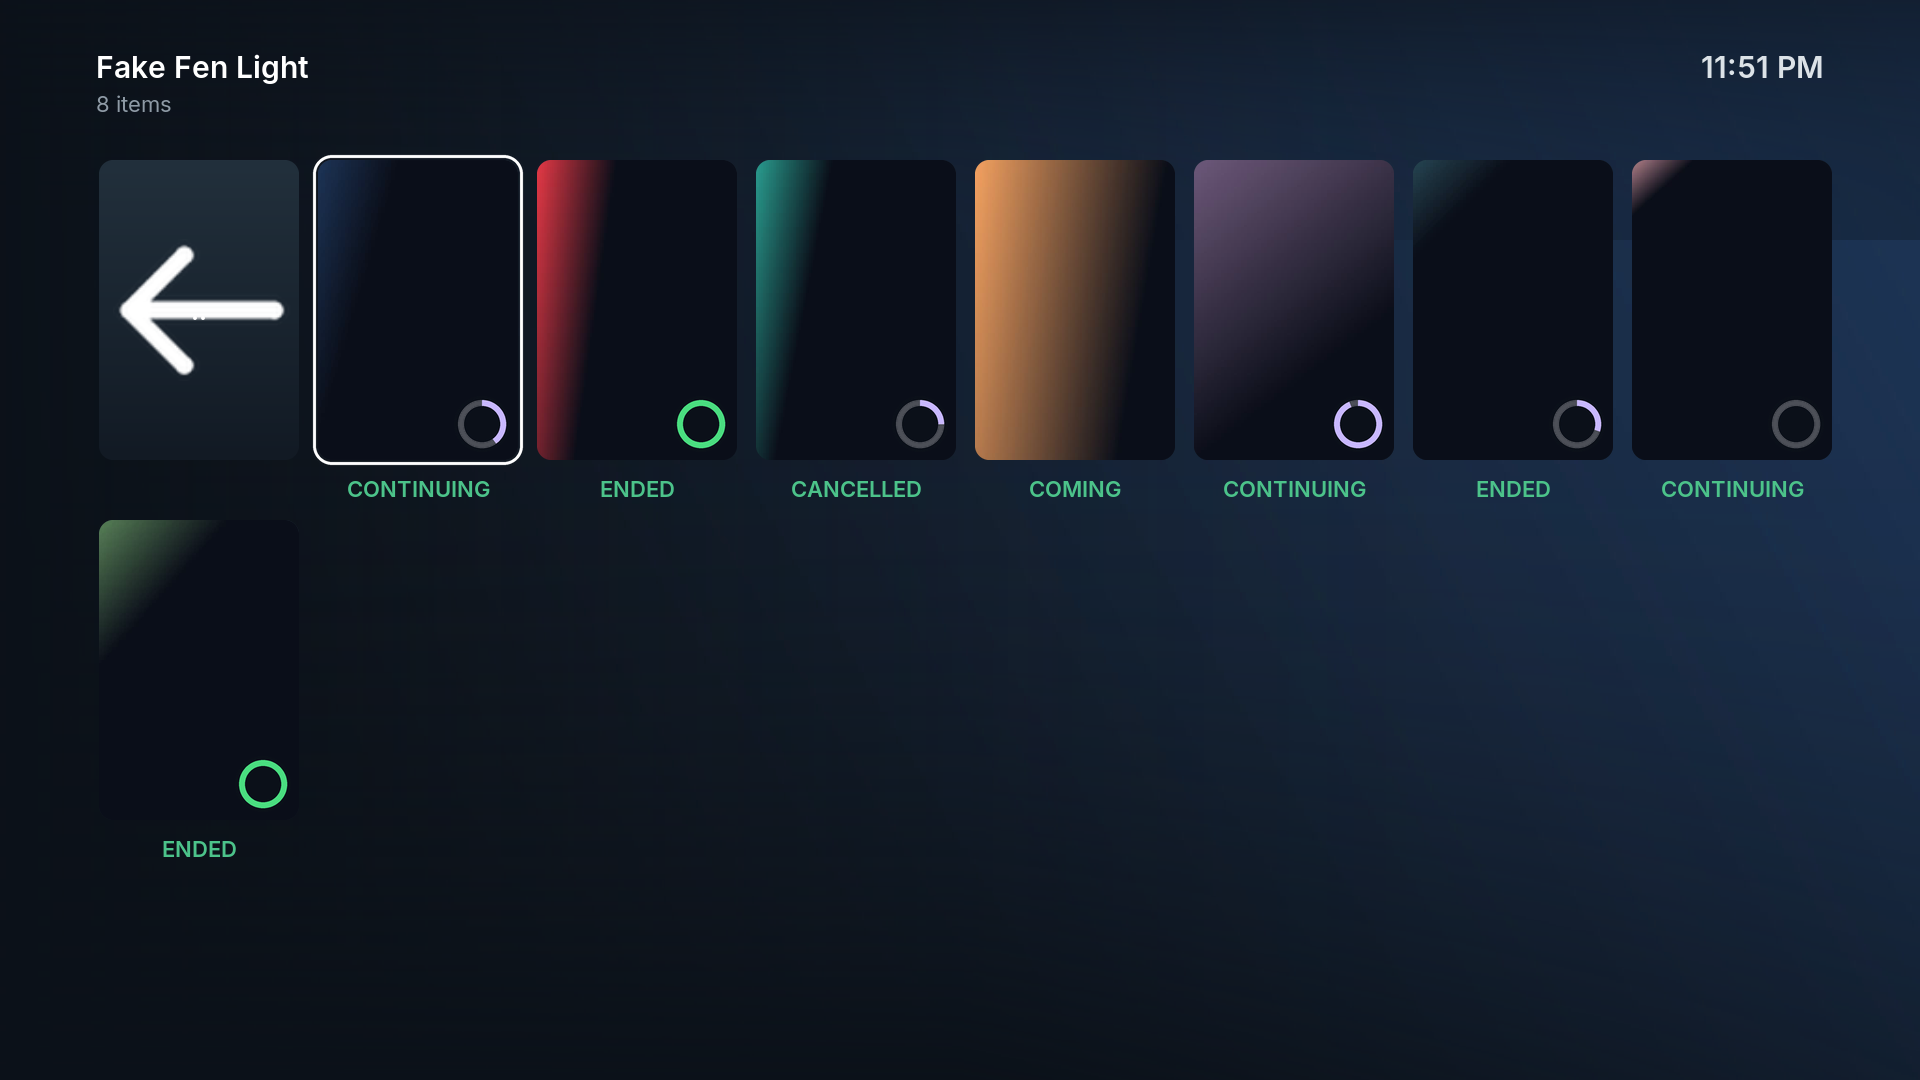 Fake Fen Light
11:51 PM
8 items
..
CONTINUING
ENDED
CANCELLED
COMING
CONTINUING
ENDED
CONTINUING
ENDED